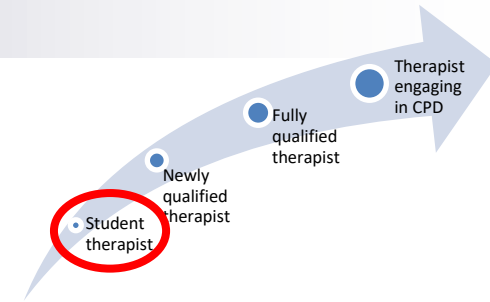 Therapist
engaging
in CPD
Fully
qualified
therapist
Newly
qualified
therapist
Student
therapist